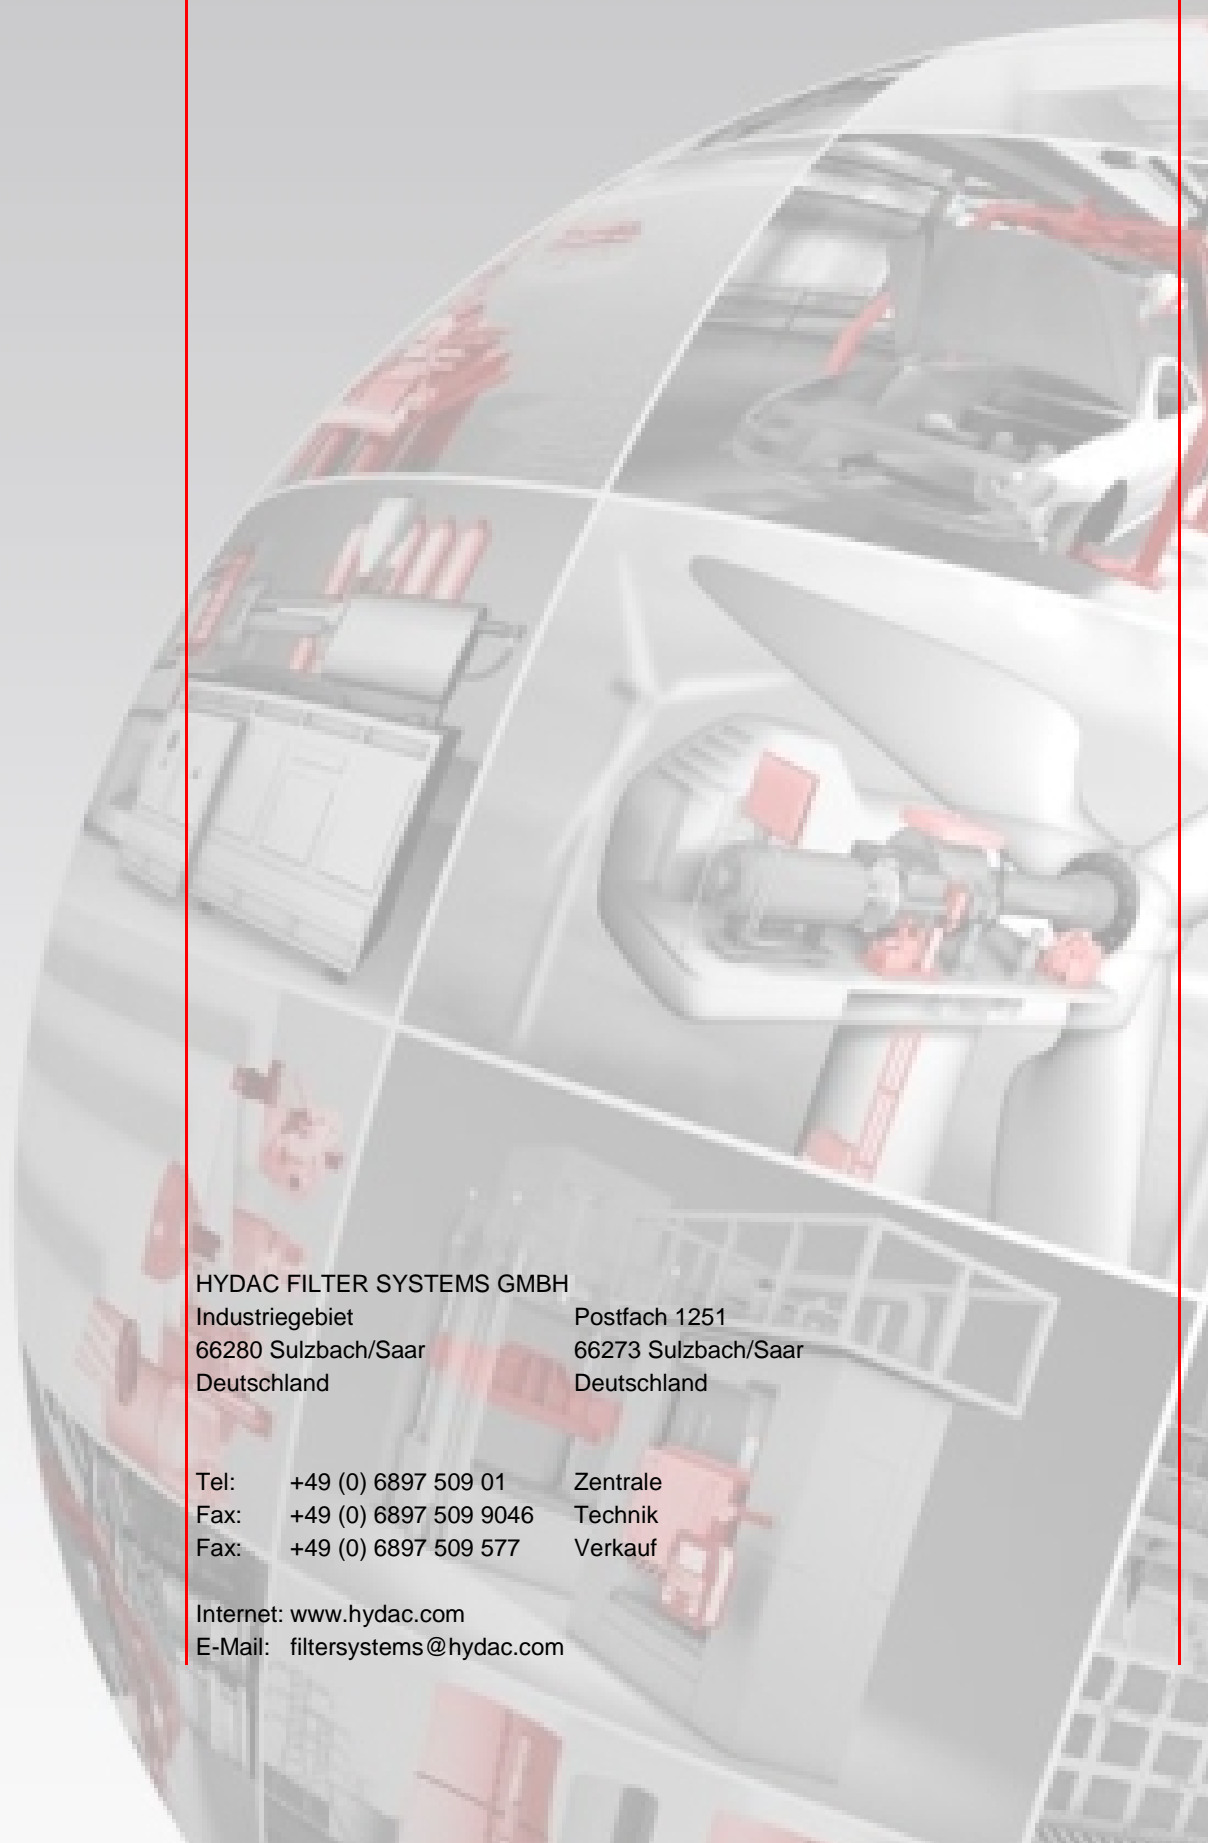 HYDAC FILTER SYSTEMS GMBH
Industriegebiet Postfach 1251
66280 Sulzbach/Saar 66273 Sulzbach/Saar
Deutschland Deutschland
Tel: +49 (0) 6897 509 01 Zentrale
Fax: +49 (0) 6897 509 9046 Technik
Fax: +49 (0) 6897 509 577 Verkauf
Internet: www.hydac.com
E-Mail: filtersystems@hydac.com